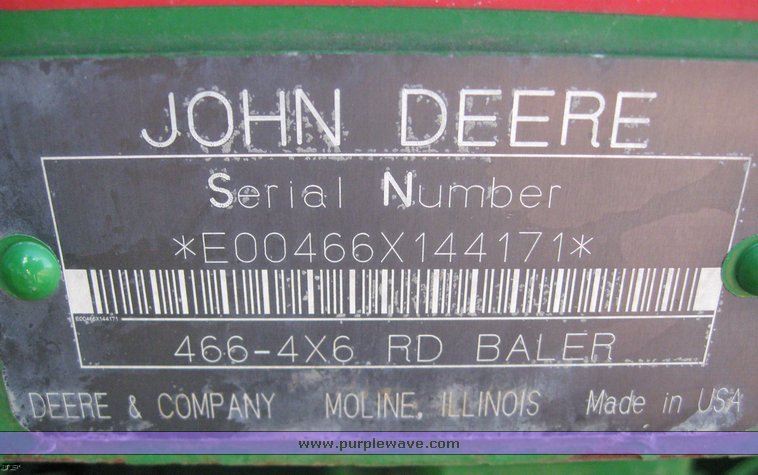 JOHN DEERE
Serial Number
*E00466X144171*
E00466X144171
466-4X6 RD BALER
DEERE & COMPANY MOLINE, ILLINOIS Made in USA
www.purplewave.com